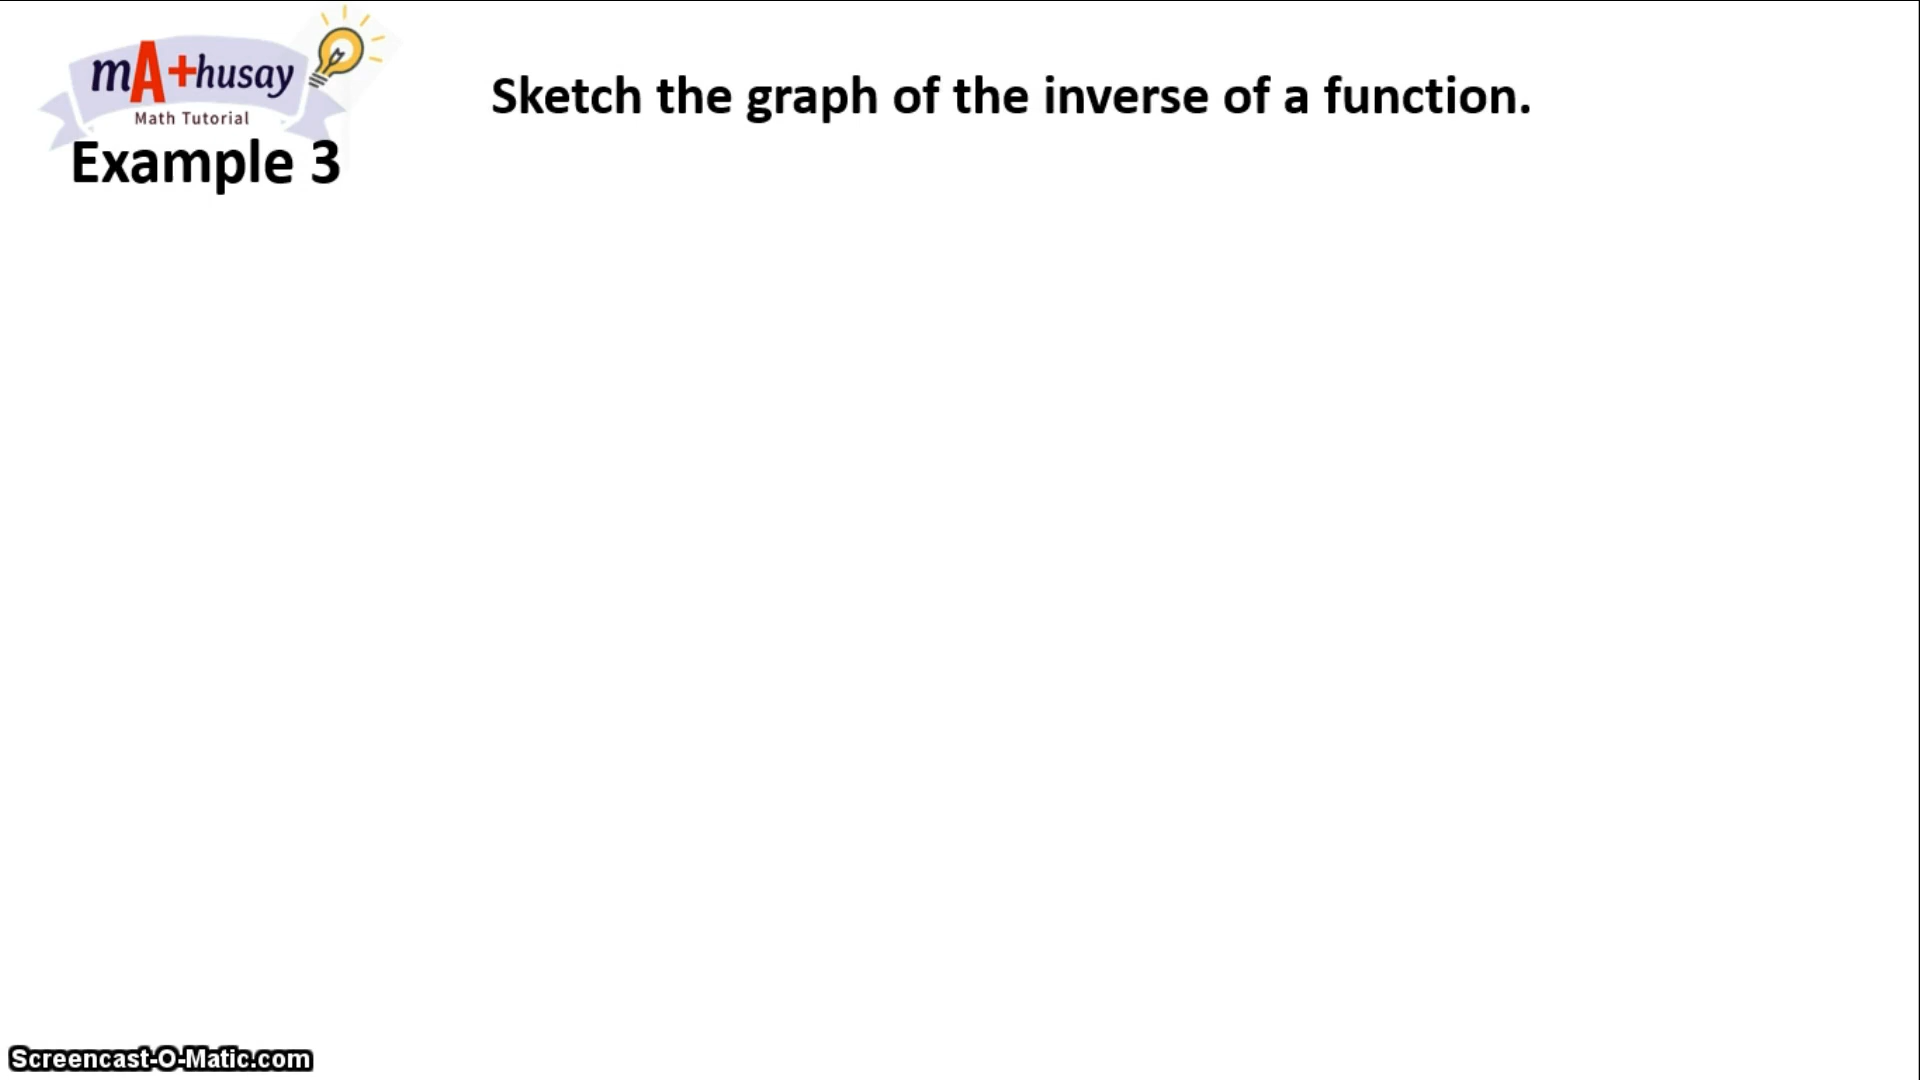 mA+husay
Math Tutorial
Sketch the graph of the inverse of a function.
Example 3
Screencast-O-Matic.com